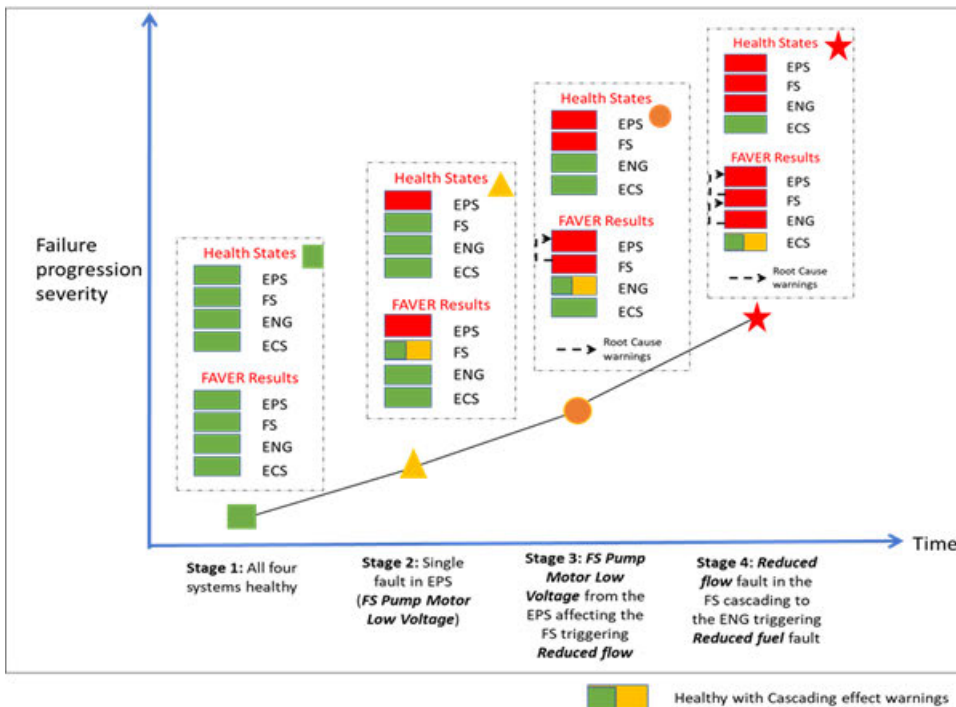 Failure
progression
severity
Health States
EPS
FS
ENG
ECS
FAVER Results
EPS
FS
ENG
ECS
Health States
EPS
FS
ENG
ECS
FAVER Results
EPS
FS
ENG
ECS
Health States
EPS
FS
ENG
ECS
FAVER Results
EPS
FS
ENG
ECS
Root Cause
warnings
Health States
EPS
FS
ENG
ECS
FAVER Results
EPS
FS
ENG
ECS
Root Cause
warnings
Time
Stage 1: All four
systems healthy
Stage 2: Single
fault in EPS
(FS Pump Motor
Low Voltage)
Stage 3: FS Pump
Motor Low
Voltage from the
EPS affecting the
FS triggering
Reduced flow
Stage 4: Reduced
flow fault in the
FS cascading to
the ENG triggering
Reduced fuel fault
Healthy with Cascading effect warnings